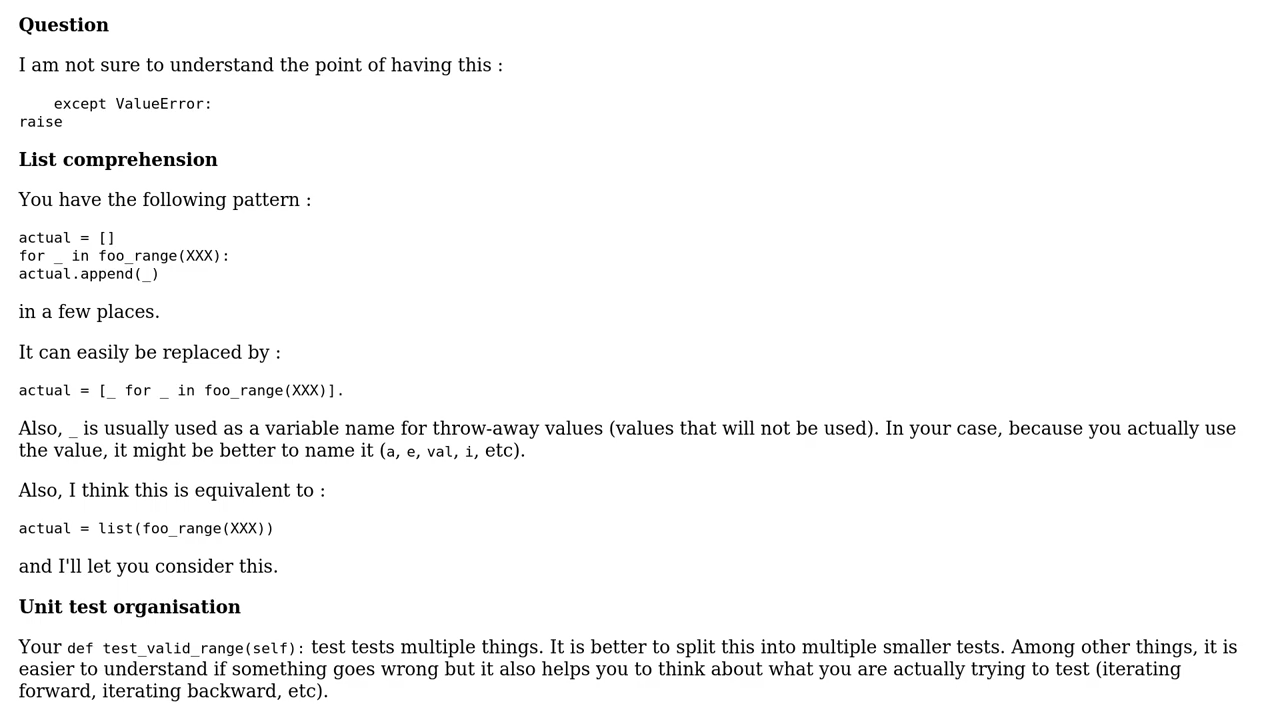 Question
I am not sure to understand the point of having this :
    except ValueError:
raise
List comprehension
You have the following pattern :
actual = []
for _ in foo_range(XXX):
actual.append(_)
in a few places.
It can easily be replaced by :
actual = [_ for _ in foo_range(XXX)].
Also, _ is usually used as a variable name for throw-away values (values that will not be used). In your case, because you actually use
the value, it might be better to name it (a, e, val, i, etc).
Also, I think this is equivalent to :
actual = list(foo_range(XXX))
and I'll let you consider this.
Unit test organisation
Your def test_valid_range(self): test tests multiple things. It is better to split this into multiple smaller tests. Among other things, it is
easier to understand if something goes wrong but it also helps you to think about what you are actually trying to test (iterating
forward, iterating backward, etc).